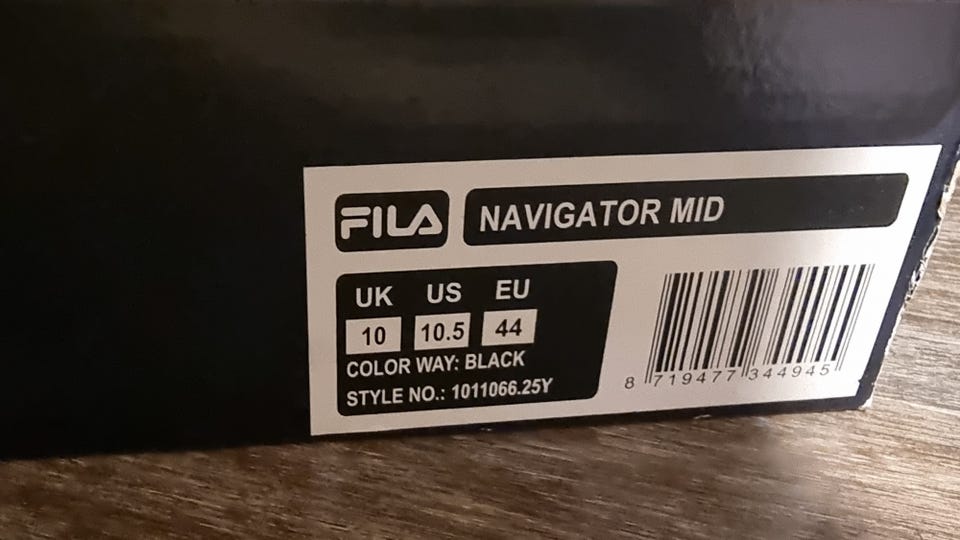 FILA NAVIGATOR MID
UK US EU
10 10.5 44
COLOR WAY: BLACK
STYLE NO.: 1011066.25Y
8 719477 344945